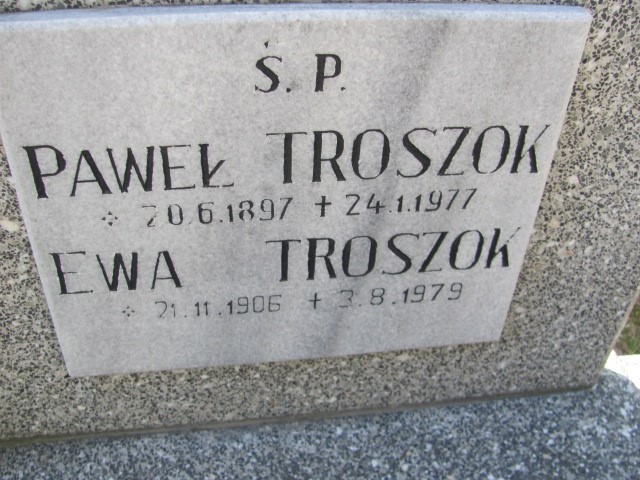 Ś. P.
PAWEŁ TROSZOK
* 20.6.1897 + 24.1.1977
EWA TROSZOK
* 21.11.1906 + 3.8.1979